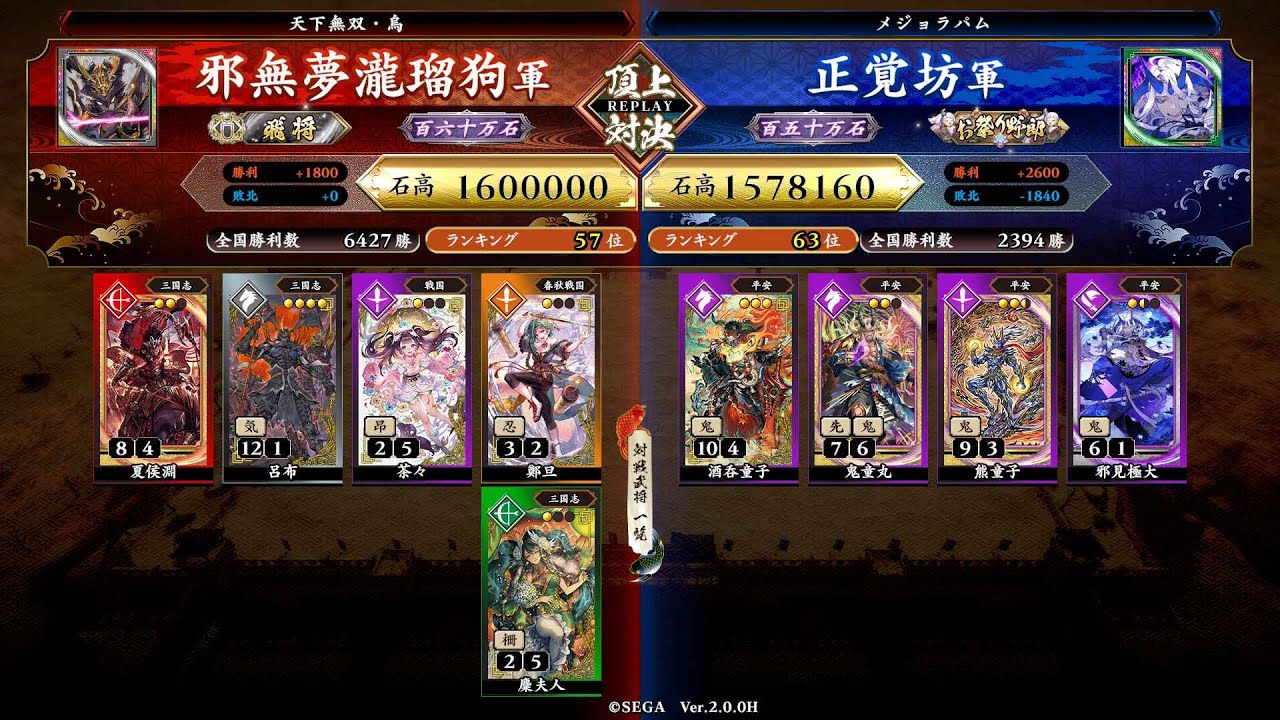 天下無双・鳥
メジョラパム
邪無夢瀧瑠狗軍
頂上
REPLAY
対決
正覚坊軍
飛将
百六十万石
百五十万石
お祭り野郎
勝利 +1800
敗北 +0
石高 1600000
石高 1578160
勝利 +2600
敗北 -1840
全国勝利数 6427勝
ランキング 57位
ランキング 63位
全国勝利数 2394勝
三国志
三国志
戦国
春秋戦国
平安
平安
平安
平安
気
昴
忍
鬼
先 鬼
鬼
鬼
8 4
12 1
2 5
3 2
10 4
7 6
9 3
6 1
夏侯淵
呂布
茶々
鄭旦
酒呑童子
鬼童丸
熊童子
邪見極大
対戦武将一覧
三国志
柵
2 5
麋夫人
©SEGA Ver.2.0.0H